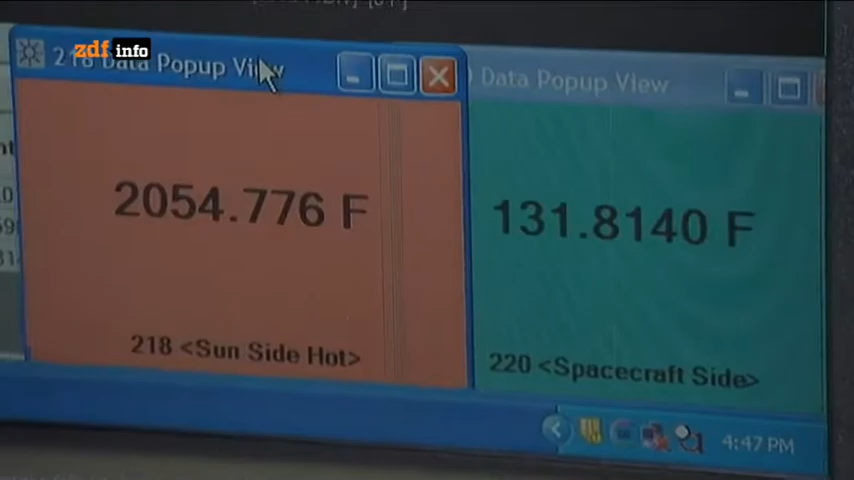 zdf info
218 Data Popup View
Data Popup View
2054.776 F
131.8140 F
218 <Sun Side Hot>
220 <Spacecraft Side>
4:47 PM